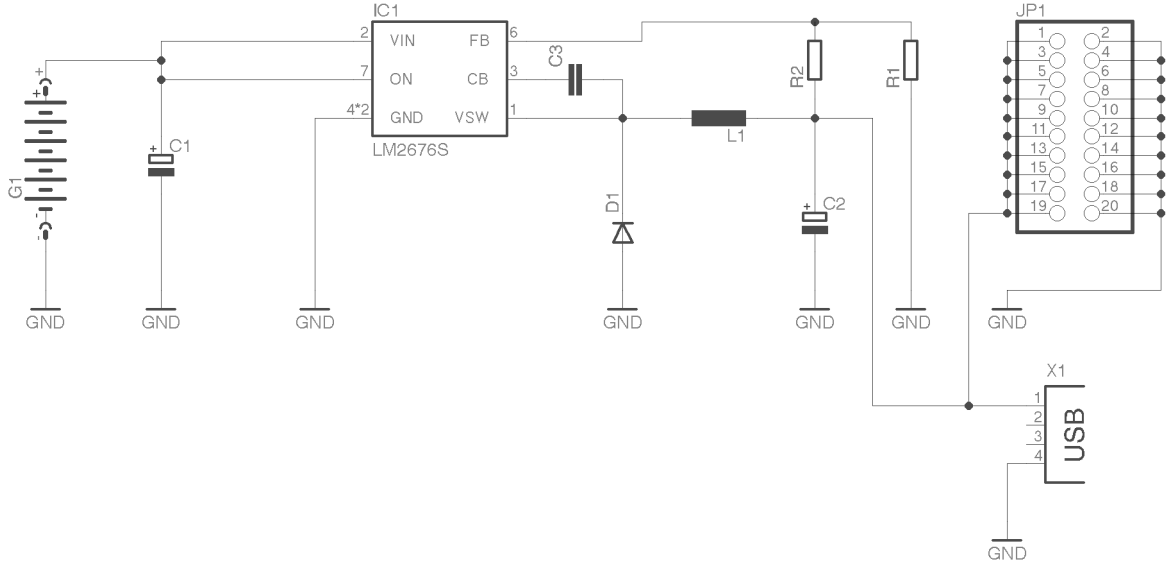 IC1
JP1
2 VIN FB 6
7 ON CB 3
4*2 GND VSW 1
LM2676S
C3
R2
R1
L1
+
+
G1
-
-
+ C1
D1
+ C2
1 2
3 4
5 6
7 8
9 10
11 12
13 14
15 16
17 18
19 20
GND GND GND GND GND GND GND
X1
1
2
3
4
USB
GND